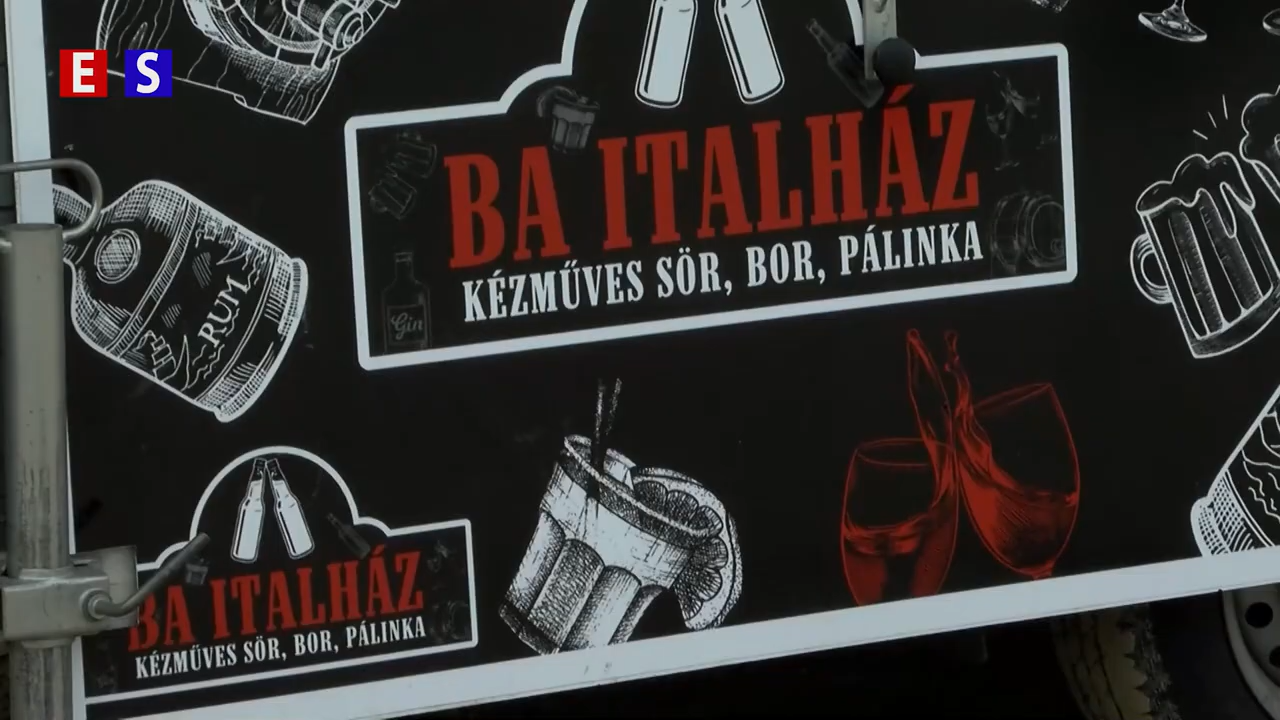 E S
BA ITALHÁZ
KÉZMŰVES SÖR, BOR, PÁLINKA
RUM
Gin
BA ITALHÁZ
KÉZMŰVES SÖR, BOR, PÁLINKA